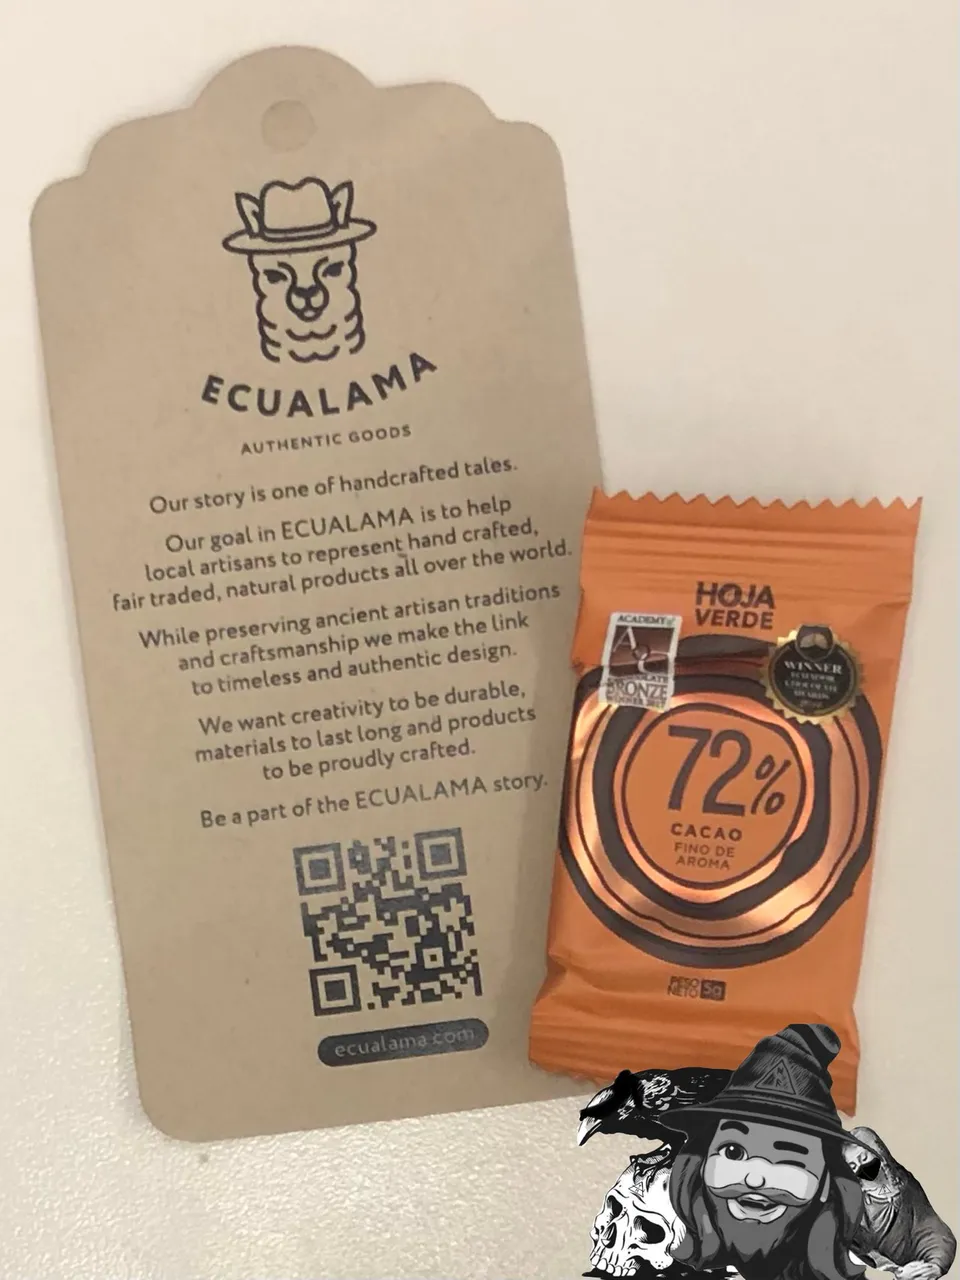 ECUALAMA
AUTHENTIC GOODS
Our story is one of handcrafted tales.
Our goal in ECUALAMA is to help
local artisans to represent hand crafted,
fair traded, natural products all over the world.
While preserving ancient artisan traditions
and craftsmanship we make the link
to timeless and authentic design.
We want creativity to be durable,
materials to last long and products
to be proudly crafted.
Be a part of the ECUALAMA story.
ecualama.com
HOJA
VERDE
ACADEMY of
CHOCOLATE
BRONZE
WINNER 2017
WINNER
72%
CACAO
FINO DE
AROMA
PESO
NETO 5g